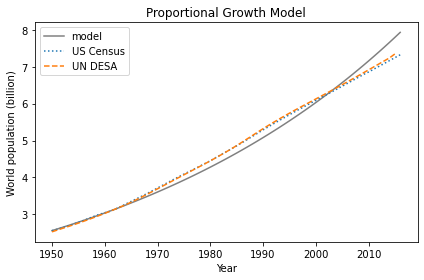 Proportional Growth Model
model
US Census
UN DESA
World population (billion)
8
7
6
5
4
3
1950
1960
1970
1980
1990
2000
2010
Year